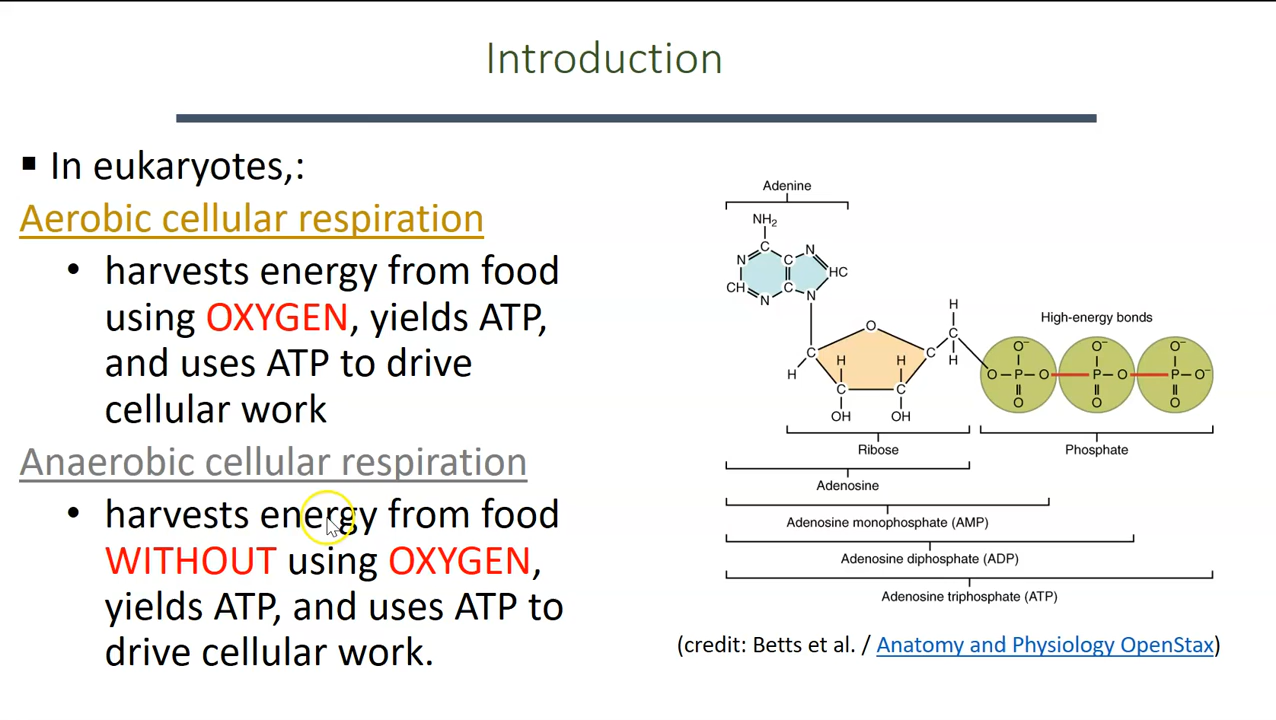 Introduction
▪ In eukaryotes,:
Aerobic cellular respiration
• harvests energy from food
using OXYGEN, yields ATP,
and uses ATP to drive
cellular work
Anaerobic cellular respiration
• harvests energy from food
WITHOUT using OXYGEN,
yields ATP, and uses ATP to
drive cellular work.
Adenine
NH₂
C
N C N
HC
CH C
N N
H
O High-energy bonds
C
O⁻ O⁻ O⁻
C H H C H
H O P O P O P O⁻
C C
O O O
OH OH
Ribose Phosphate
Adenosine
Adenosine monophosphate (AMP)
Adenosine diphosphate (ADP)
Adenosine triphosphate (ATP)
(credit: Betts et al. / Anatomy and Physiology OpenStax)